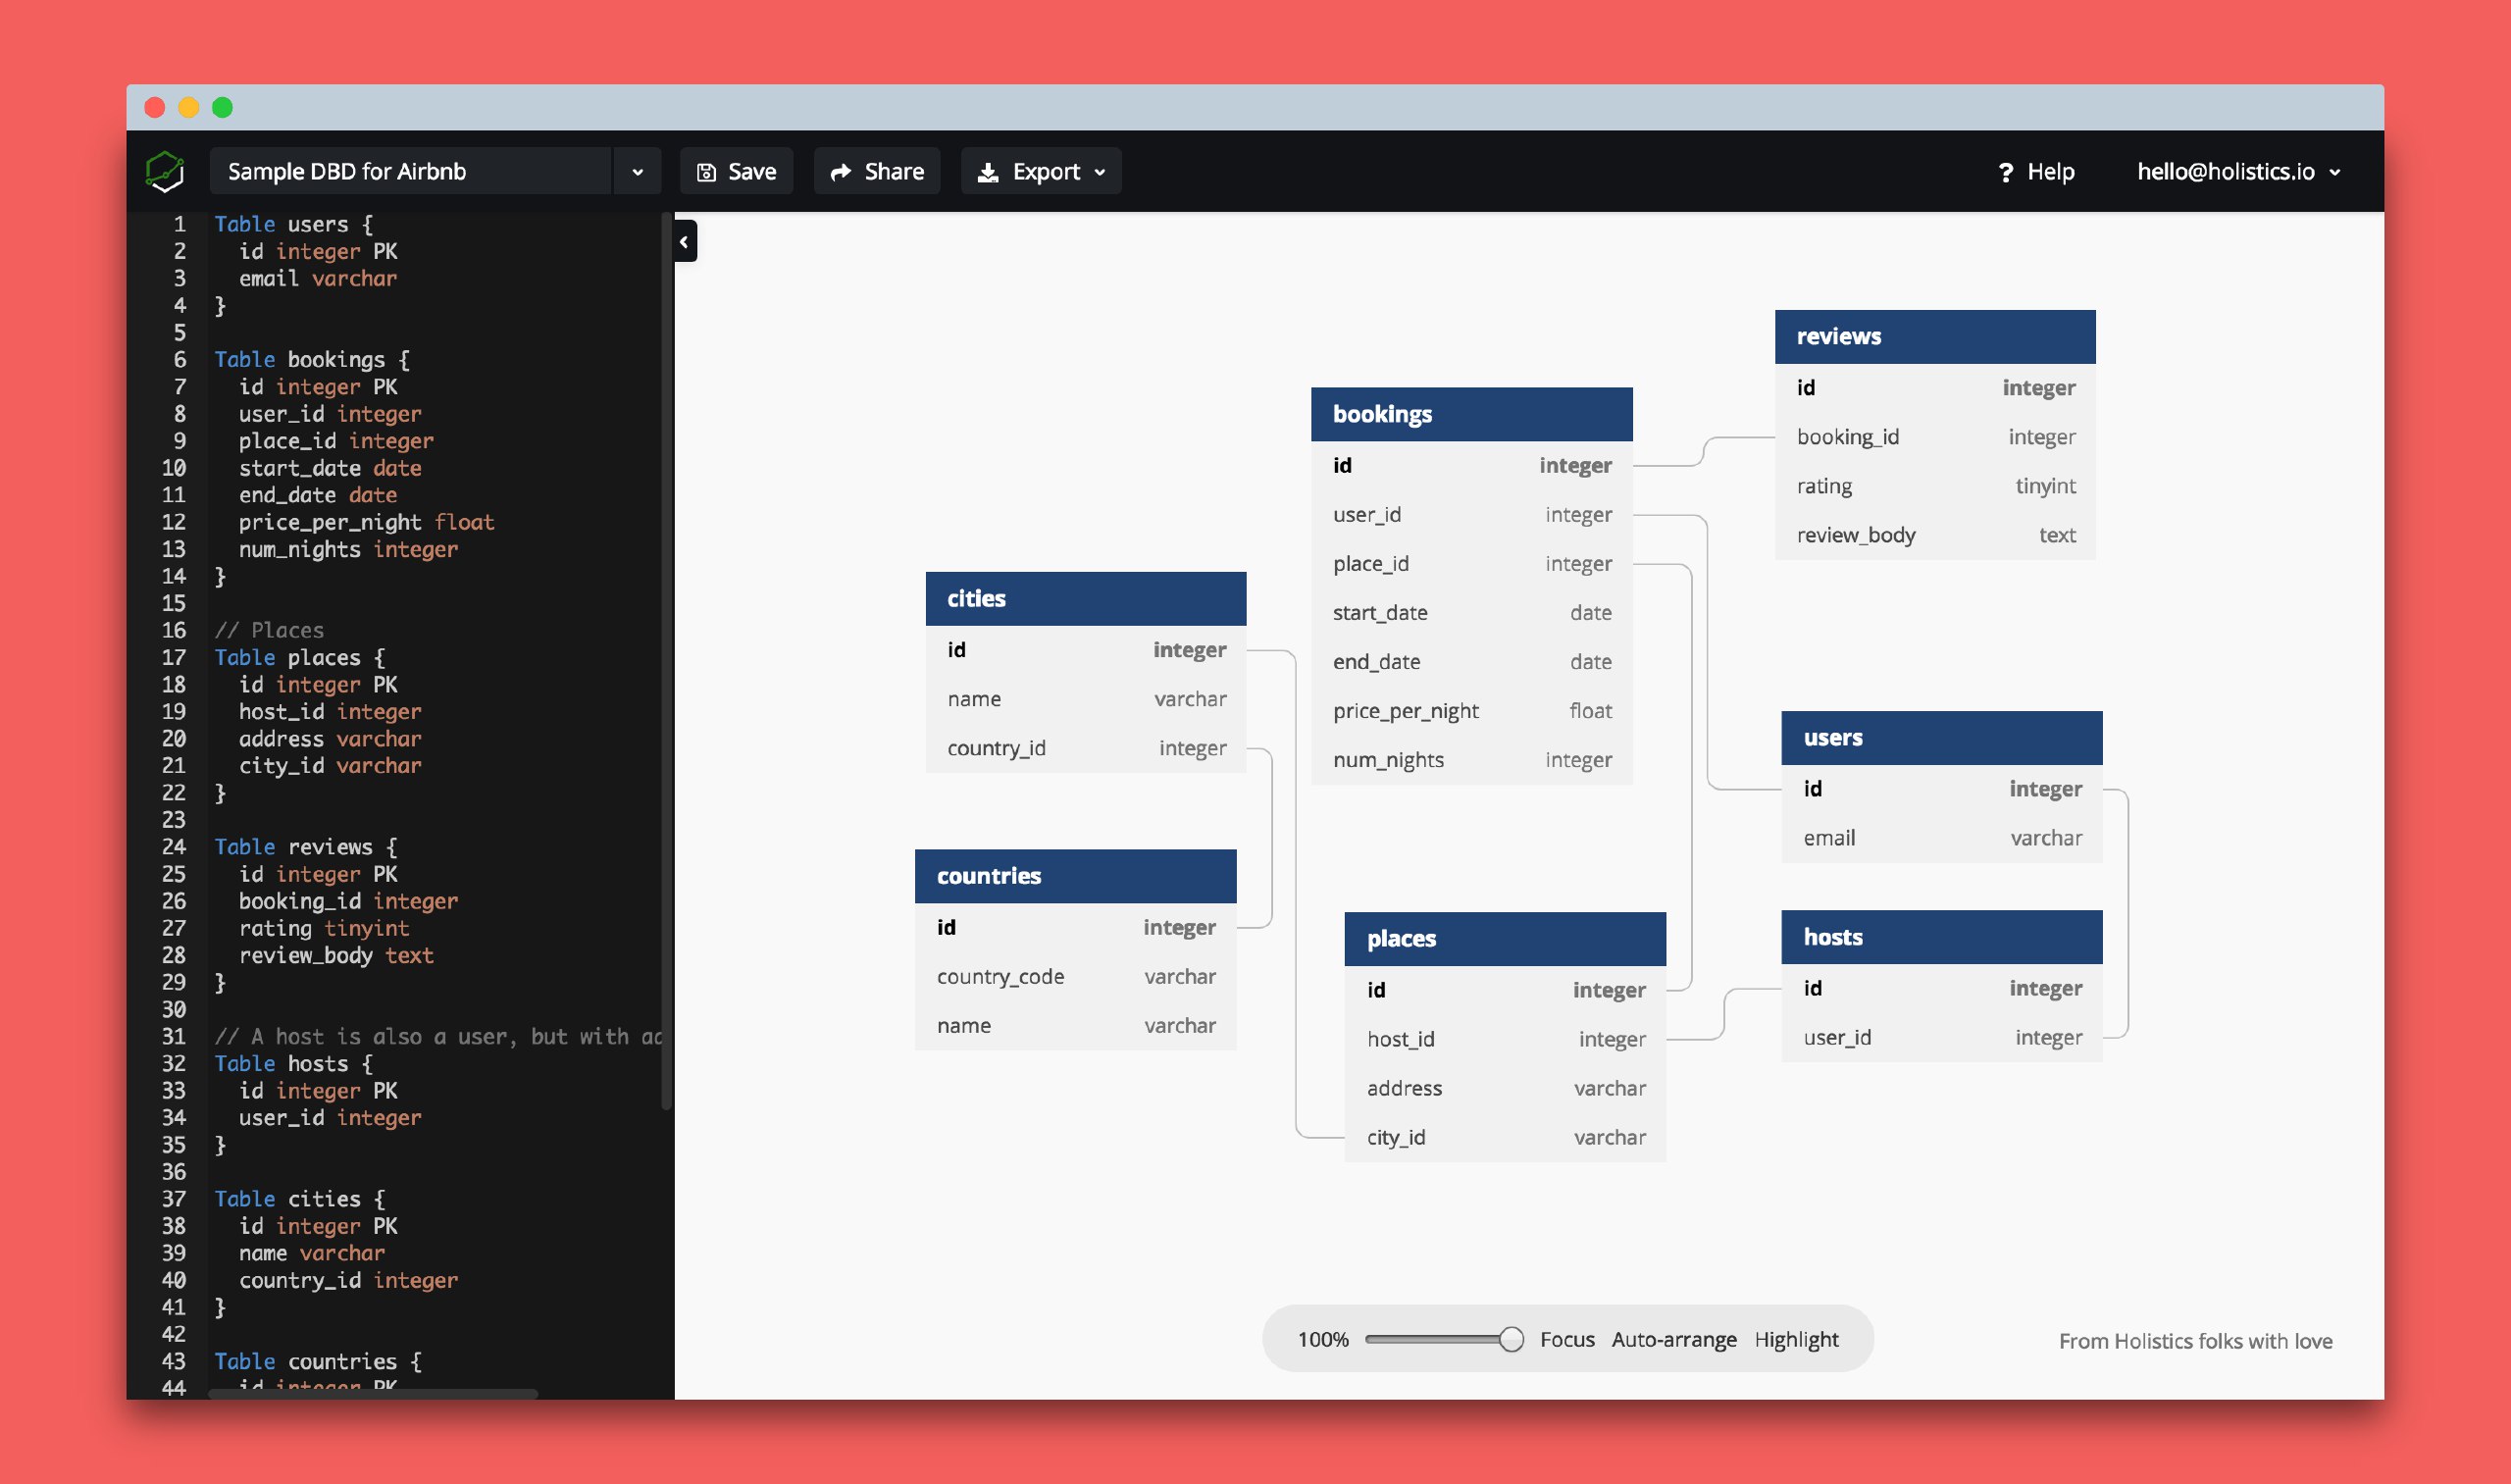 Sample DBD for Airbnb
Save
Share
Export
? Help
hello@holistics.io
1 Table users {
2 id integer PK
3 email varchar
4 }
5
6 Table bookings {
7 id integer PK
8 user_id integer
9 place_id integer
10 start_date date
11 end_date date
12 price_per_night float
13 num_nights integer
14 }
15
16 // Places
17 Table places {
18 id integer PK
19 host_id integer
20 address varchar
21 city_id varchar
22 }
23
24 Table reviews {
25 id integer PK
26 booking_id integer
27 rating tinyint
28 review_body text
29 }
30
31 // A host is also a user, but with
32 Table hosts {
33 id integer PK
34 user_id integer
35 }
36
37 Table cities {
38 id integer PK
39 name varchar
40 country_id integer
41 }
42
43 Table countries {
44 id integer PK
reviews
id integer
booking_id integer
rating tinyint
review_body text
bookings
id integer
user_id integer
place_id integer
start_date date
end_date date
price_per_night float
num_nights integer
cities
id integer
name varchar
country_id integer
users
id integer
email varchar
countries
id integer
country_code varchar
name varchar
places
id integer
host_id integer
address varchar
city_id varchar
hosts
id integer
user_id integer
100% Focus Auto-arrange Highlight
From Holistics folks with love